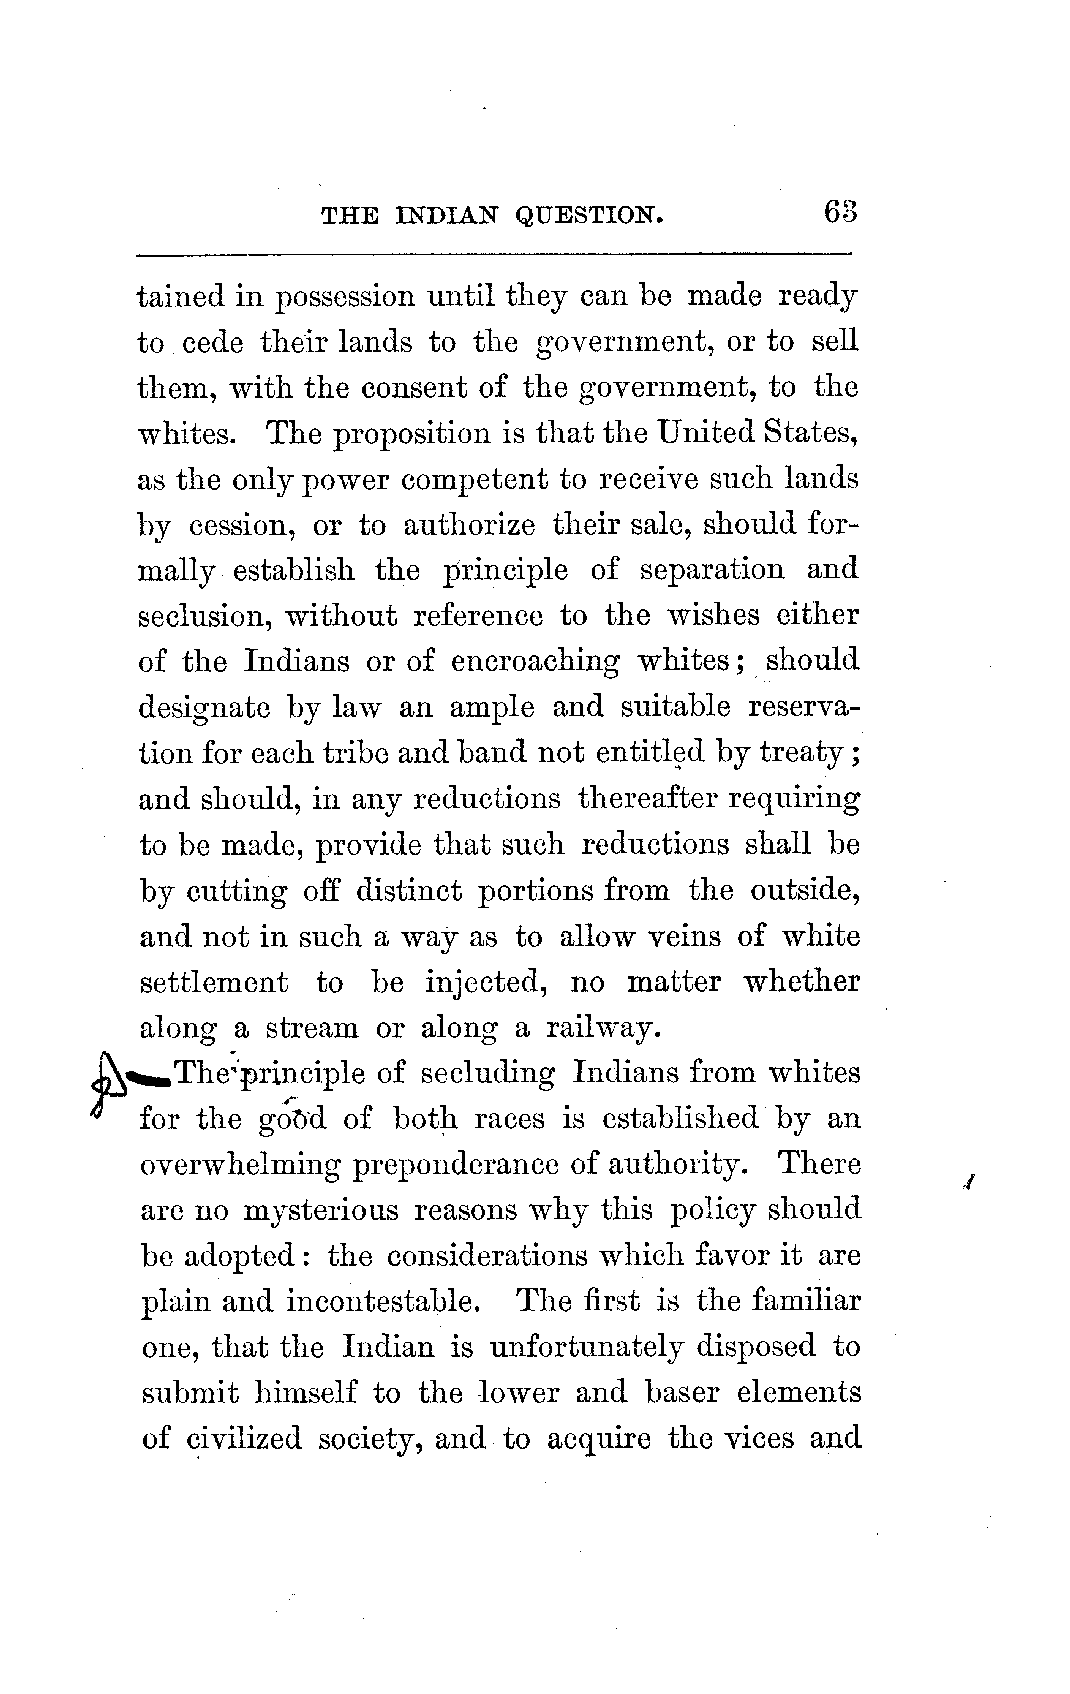 THE INDIAN QUESTION. 63
tained in possession until they can be made ready
to cede their lands to the government, or to sell
them, with the consent of the government, to the
whites. The proposition is that the United States,
as the only power competent to receive such lands
by cession, or to authorize their sale, should for-
mally establish the principle of separation and
seclusion, without reference to the wishes either
of the Indians or of encroaching whites; should
designate by law an ample and suitable reserva-
tion for each tribe and band not entitled by treaty;
and should, in any reductions thereafter requiring
to be made, provide that such reductions shall be
by cutting off distinct portions from the outside,
and not in such a way as to allow veins of white
settlement to be injected, no matter whether
along a stream or along a railway.
The principle of secluding Indians from whites
for the good of both races is established by an
overwhelming preponderance of authority. There
are no mysterious reasons why this policy should
be adopted: the considerations which favor it are
plain and incontestable. The first is the familiar
one, that the Indian is unfortunately disposed to
submit himself to the lower and baser elements
of civilized society, and to acquire the vices and